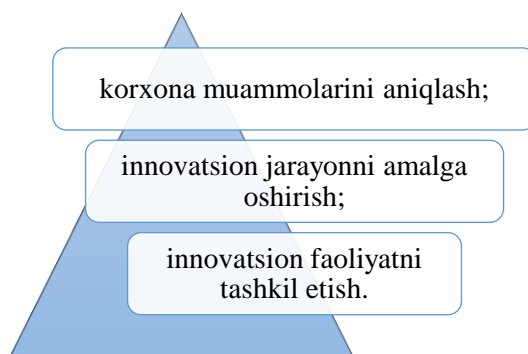 korxona muammolarini aniqlash;
innovatsion jarayonni amalga
oshirish;
innovatsion faoliyatni
tashkil etish.